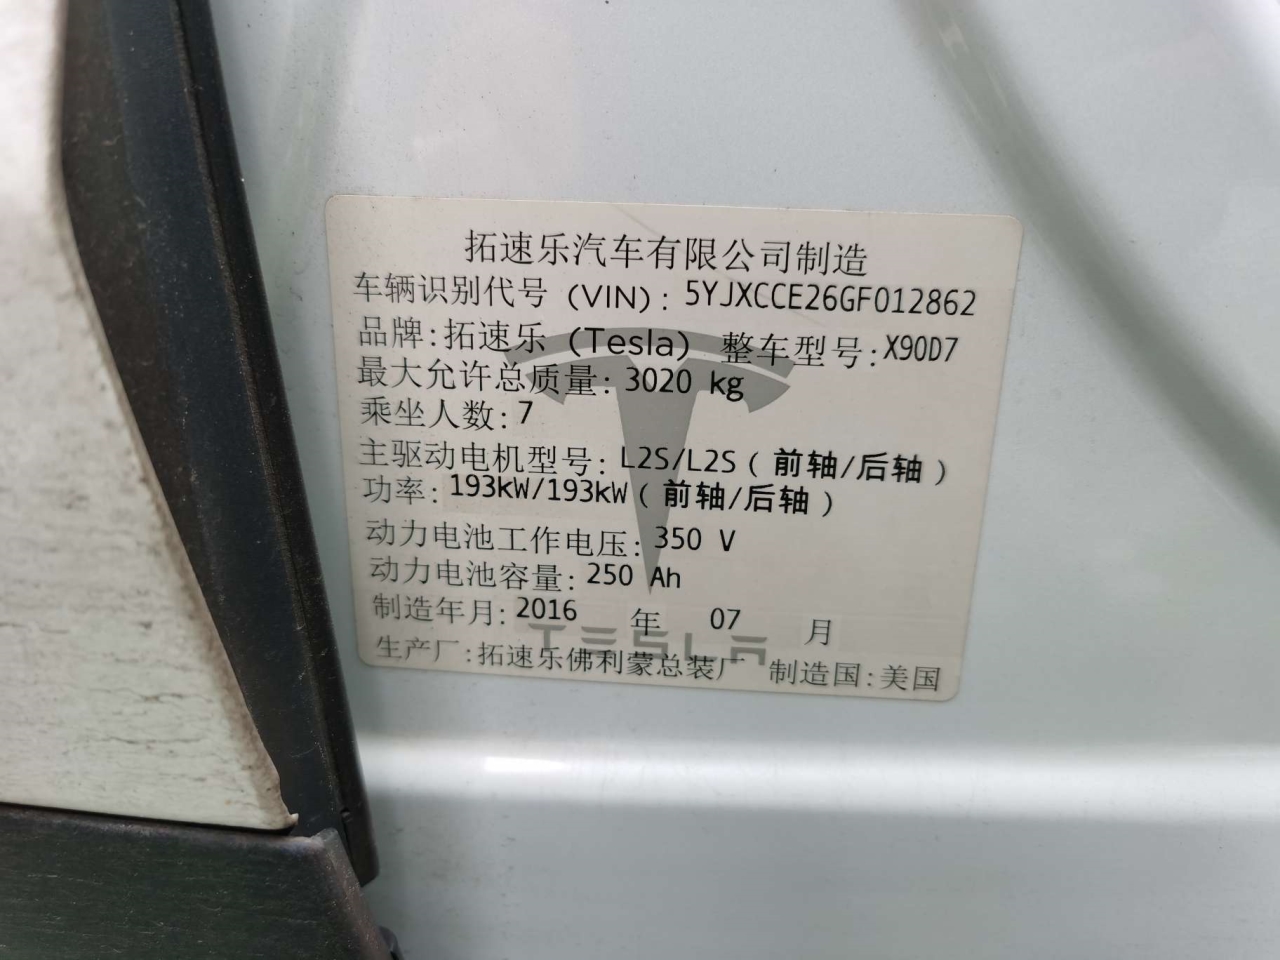 拓速乐汽车有限公司制造
车辆识别代号 (VIN): 5YJXCCE26GF012862
品牌:拓速乐 (Tesla) 整车型号:X90D7
最大允许总质量: 3020 kg
乘坐人数:7
主驱动电机型号: L2S/L2S (前轴/后轴)
功率: 193kW/193kW (前轴/后轴)
动力电池工作电压: 350 V
动力电池容量: 250 Ah
制造年月: 2016 年 07 月
TESLA
生产厂:拓速乐佛利蒙总装厂 制造国:美国